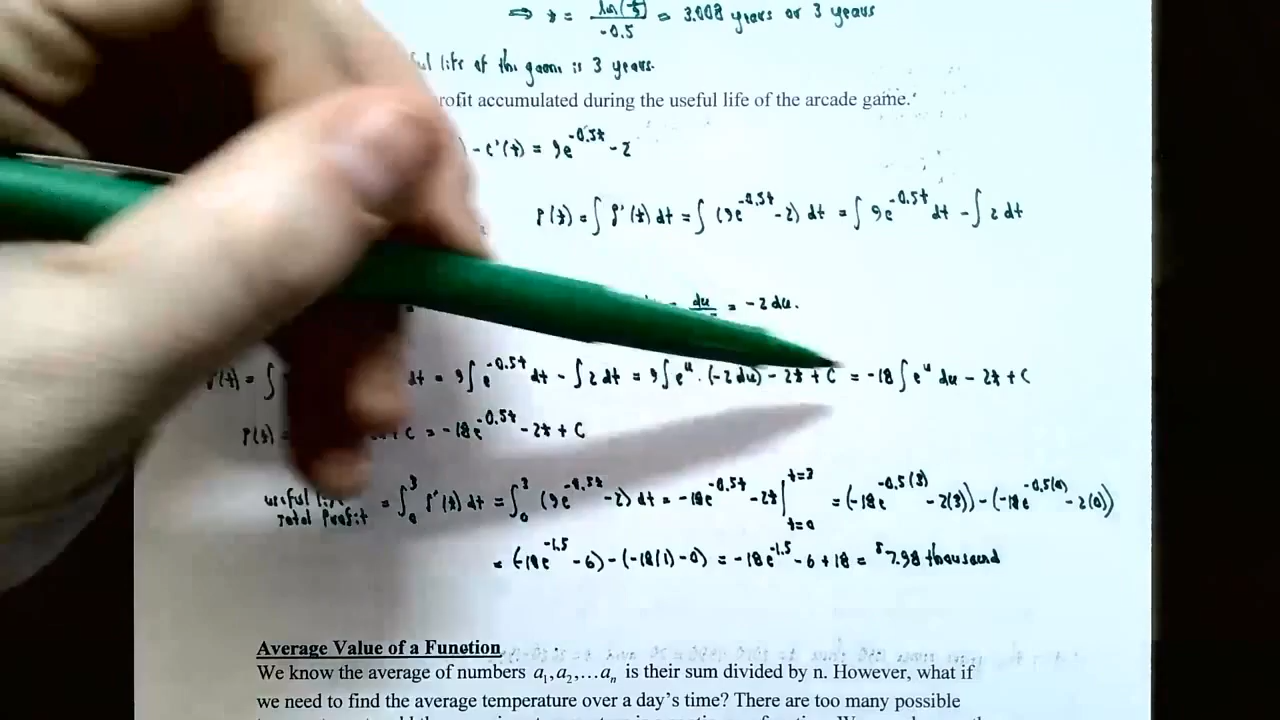 ⇒ t = ln(2/9)/-0.5 = 3.008 years or 3 years
life of the game is 3 years.
rofit accumulated during the useful life of the arcade game.
- C'(t) = 9e^{-0.5t} - 2
P(t) = ∫ P'(t) dt = ∫ (9e^{-0.5t} - 2) dt = ∫ 9e^{-0.5t} dt - ∫ 2 dt
du = -2 du.
P(t) = ∫ dt = 9∫ e^{-0.5t} dt - ∫ 2 dt = 9∫ e^u · (-2 du) - 2t + C = -18∫ e^u du - 2t + C
P(t) = + C = -18e^{-0.5t} - 2t + C
useful life
Total Profit = ∫_0^3 P'(t) dt = ∫_0^3 (9e^{-0.5t} - 2) dt = -18e^{-0.5t} - 2t |_{t=0}^{t=3} = (-18e^{-0.5(3)} - 2(3)) - (-18e^{-0.5(0)} - 2(0))
= (-18e^{-1.5} - 6) - (-18(1) - 0) = -18e^{-1.5} - 6 + 18 = $7.98 thousand
Average Value of a Function
We know the average of numbers a₁,a₂,…aₙ is their sum divided by n. However, what if
we need to find the average temperature over a day's time? There are too many possible